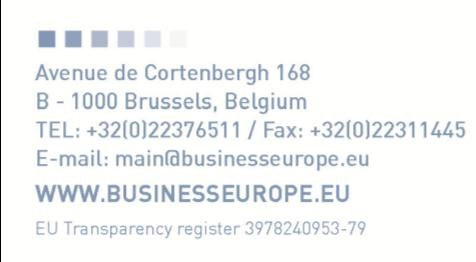 Avenue de Cortenbergh 168
B - 1000 Brussels, Belgium
TEL: +32(0)22376511 / Fax: +32(0)22311445
E-mail: main@businesseurope.eu
WWW.BUSINESSEUROPE.EU
EU Transparency register 3978240953-79